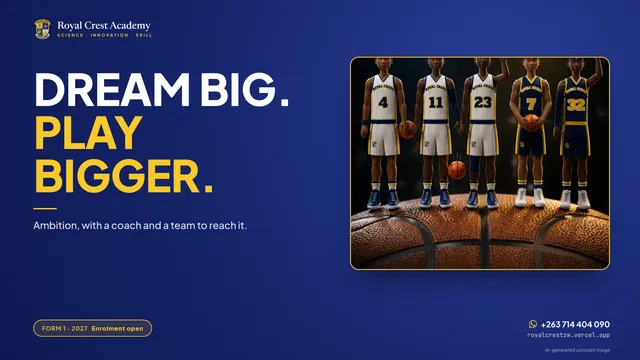 Royal Crest Academy
SCIENCE · INNOVATION · SKILL
DREAM BIG.
PLAY
BIGGER.
Ambition, with a coach and a team to reach it.
4
11
23
7
32
FORM 1 · 2027 Enrolment open
+263 714 404 090
royalcrestzw.vercel.app
AI-generated concept image